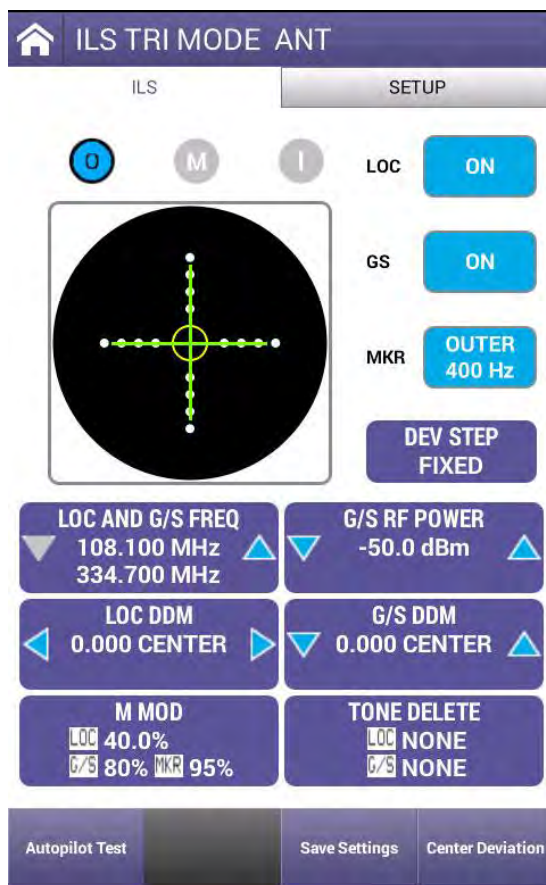 ILS TRI MODE ANT
ILS
SETUP
O M I
LOC ON
GS ON
MKR OUTER
400 Hz
DEV STEP
FIXED
LOC AND G/S FREQ
108.100 MHz
334.700 MHz
G/S RF POWER
-50.0 dBm
LOC DDM
0.000 CENTER
G/S DDM
0.000 CENTER
M MOD
LOC 40.0%
G/S 80% MKR 95%
TONE DELETE
LOC NONE
G/S NONE
Autopilot Test
Save Settings
Center Deviation